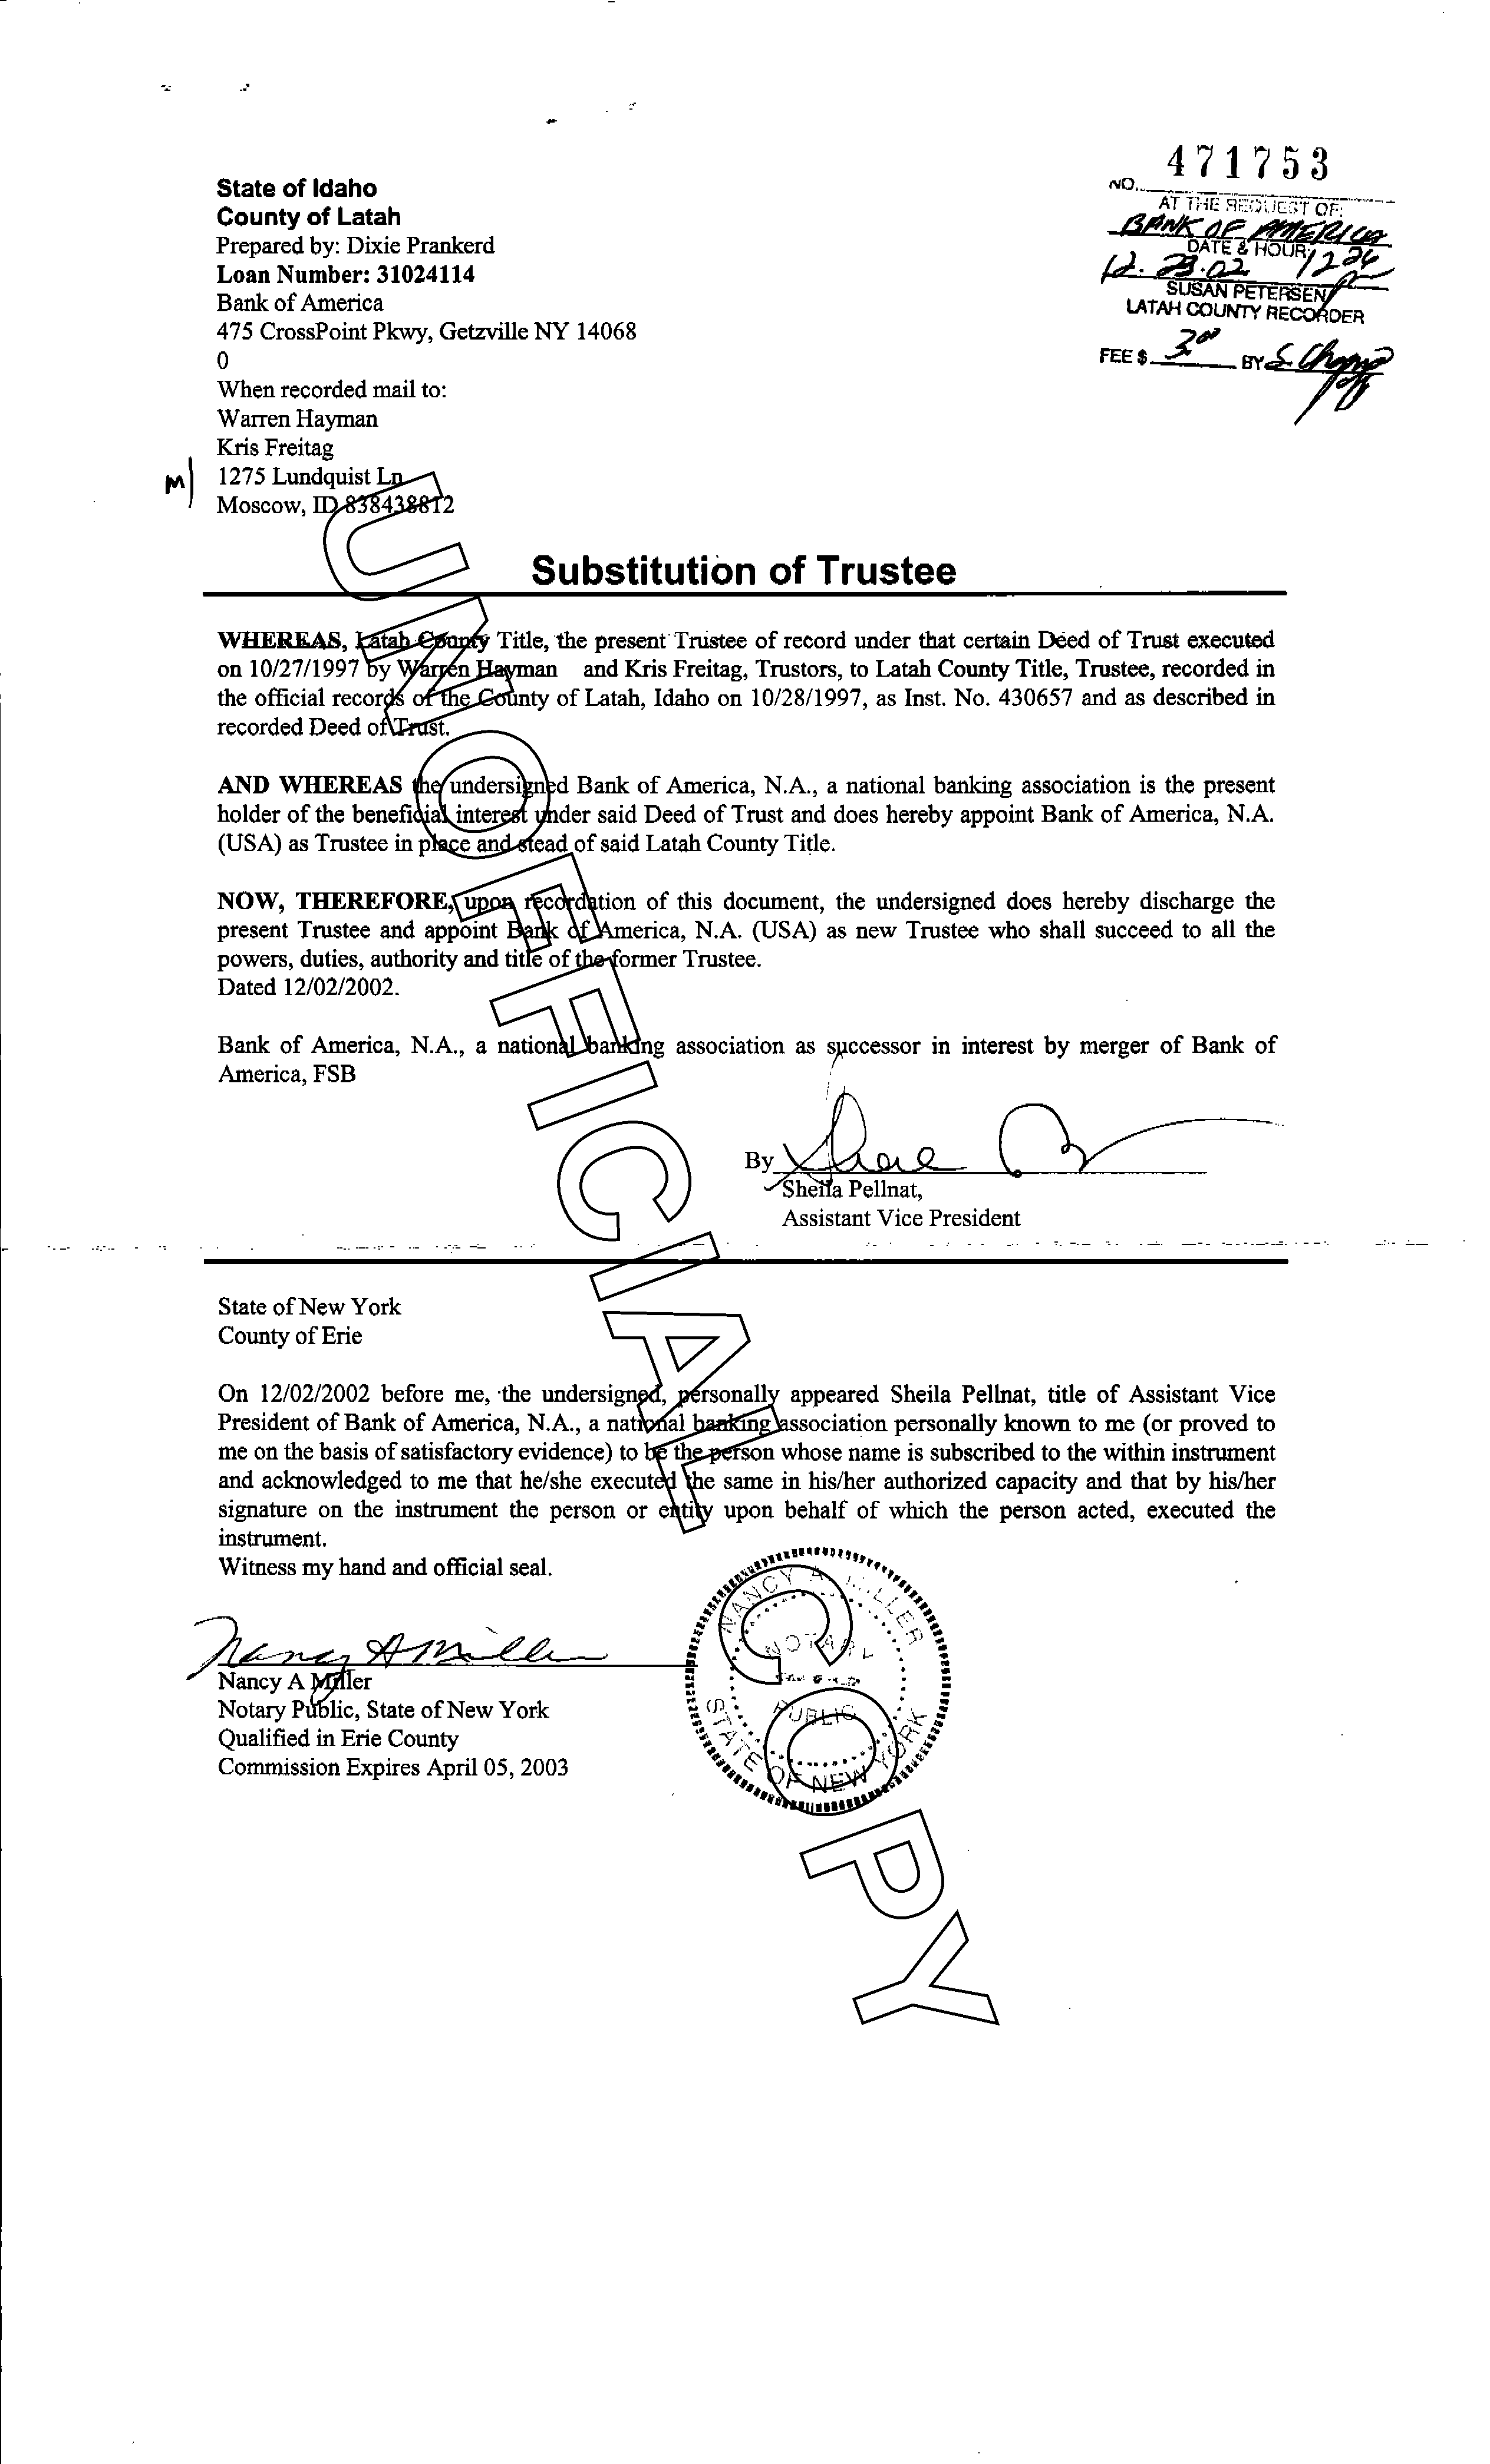 471753
NO.
AT THE REQUEST OF:
BANK OF AMERICA
DATE & HOUR:
12.23.02
SUSAN PETERSEN
LATAH COUNTY RECORDER
FEE $ 3.00 BY
State of Idaho
County of Latah
Prepared by: Dixie Prankerd
Loan Number: 31024114
Bank of America
475 CrossPoint Pkwy, Getzville NY 14068
0
When recorded mail to:
Warren Hayman
Kris Freitag
M 1275 Lundquist Ln
Moscow, ID 838438812
Substitution of Trustee
WHEREAS, Latah County Title, the present Trustee of record under that certain Deed of Trust executed
on 10/27/1997 by Warren Hayman and Kris Freitag, Trustors, to Latah County Title, Trustee, recorded in
the official records of the County of Latah, Idaho on 10/28/1997, as Inst. No. 430657 and as described in
recorded Deed of Trust.
AND WHEREAS the undersigned Bank of America, N.A., a national banking association is the present
holder of the beneficial interest under said Deed of Trust and does hereby appoint Bank of America, N.A.
(USA) as Trustee in place and stead of said Latah County Title.
NOW, THEREFORE, upon recordation of this document, the undersigned does hereby discharge the
present Trustee and appoint Bank of America, N.A. (USA) as new Trustee who shall succeed to all the
powers, duties, authority and title of the former Trustee.
Dated 12/02/2002.
Bank of America, N.A., a national banking association as successor in interest by merger of Bank of
America, FSB
By
Sheila Pellnat,
Assistant Vice President
State of New York
County of Erie
On 12/02/2002 before me, the undersigned, personally appeared Sheila Pellnat, title of Assistant Vice
President of Bank of America, N.A., a national banking association personally known to me (or proved to
me on the basis of satisfactory evidence) to be the person whose name is subscribed to the within instrument
and acknowledged to me that he/she executed the same in his/her authorized capacity and that by his/her
signature on the instrument the person or entity upon behalf of which the person acted, executed the
instrument.
Witness my hand and official seal.
Nancy A Miller
Nancy A Miller
Notary Public, State of New York
Qualified in Erie County
Commission Expires April 05, 2003
NANCY A. MILLER
NOTARY
PUBLIC
STATE OF NEW YORK
UNOFFICIAL COPY